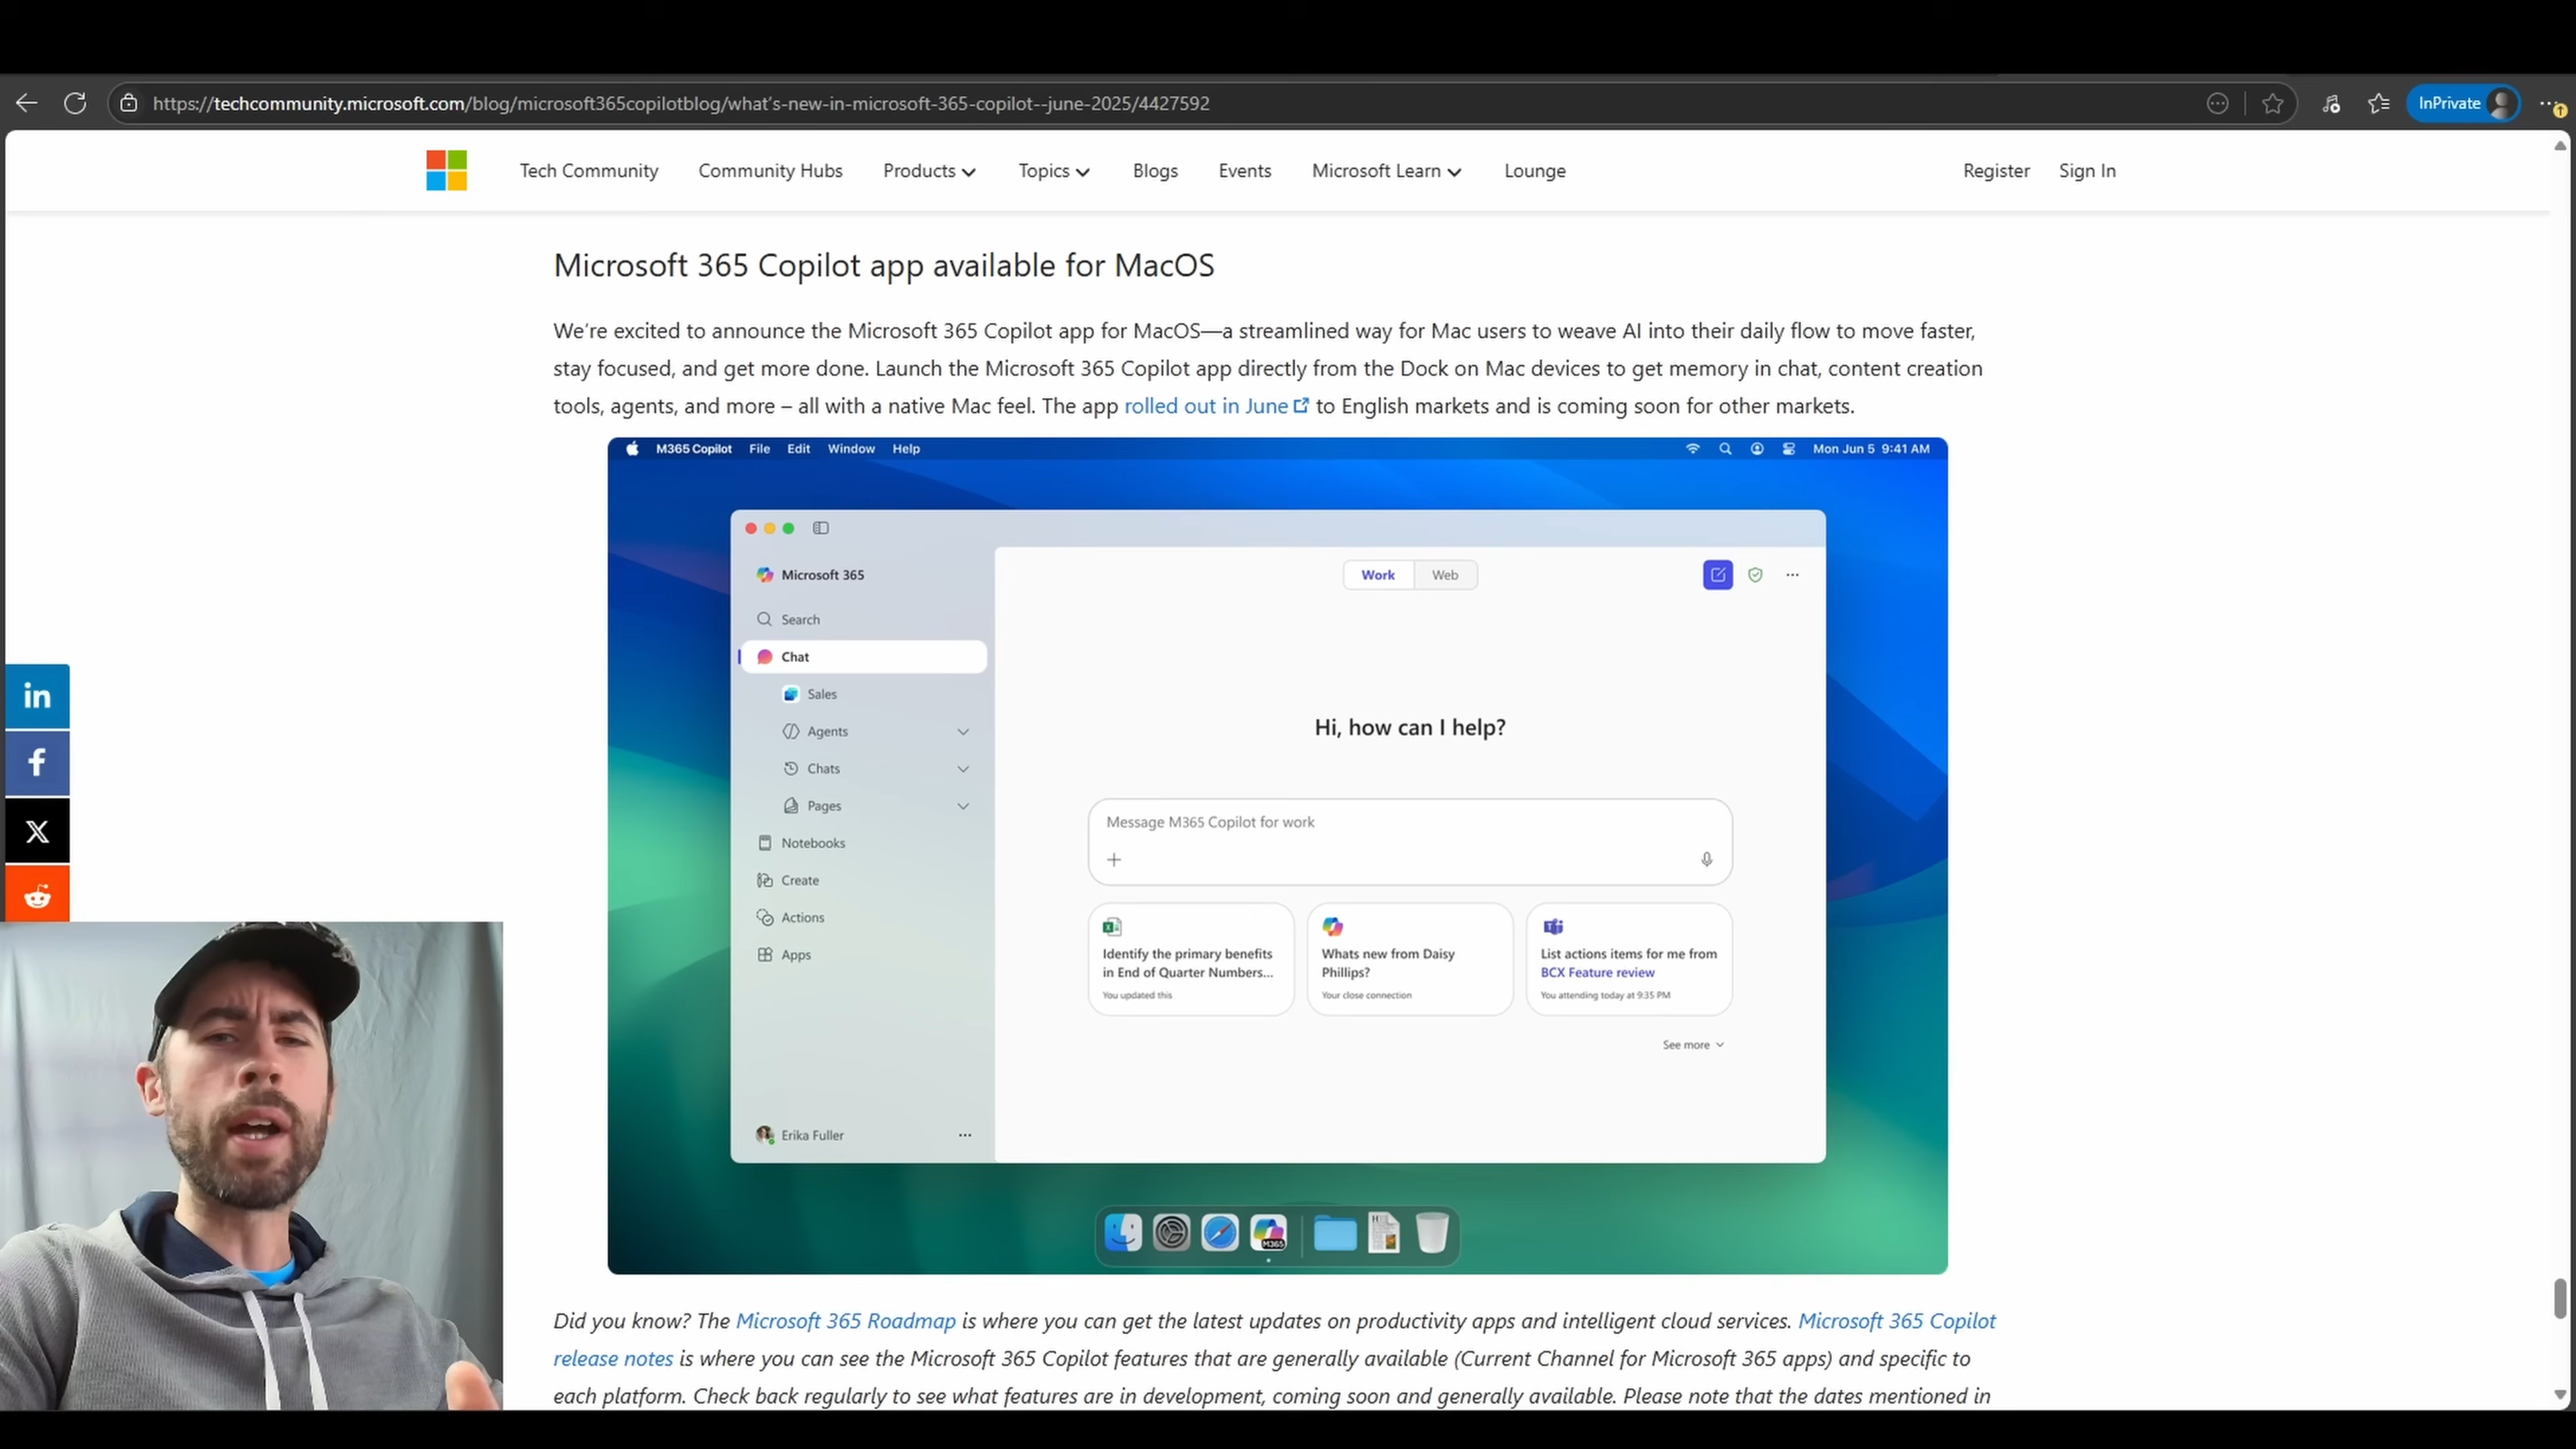 https://techcommunity.microsoft.com/blog/microsoft365copilotblog/what's-new-in-microsoft-365-copilot--june-2025/4427592
InPrivate
Tech Community
Community Hubs
Products
Topics
Blogs
Events
Microsoft Learn
Lounge
Register
Sign In
Microsoft 365 Copilot app available for MacOS
We're excited to announce the Microsoft 365 Copilot app for MacOS—a streamlined way for Mac users to weave AI into their daily flow to move faster,
stay focused, and get more done. Launch the Microsoft 365 Copilot app directly from the Dock on Mac devices to get memory in chat, content creation
tools, agents, and more – all with a native Mac feel. The app rolled out in June to English markets and is coming soon for other markets.
M365 Copilot File Edit Window Help
Mon Jun 5 9:41 AM
Microsoft 365
Search
Chat
Sales
Agents
Chats
Pages
Notebooks
Create
Actions
Apps
Erika Fuller
Work
Web
Hi, how can I help?
Message M365 Copilot for work
Identify the primary benefits
in End of Quarter Numbers...
You updated this
Whats new from Daisy
Phillips?
Your close connection
List actions items for me from
BCX Feature review
You attending today at 9:35 PM
See more
M365
in
f
X
Did you know? The Microsoft 365 Roadmap is where you can get the latest updates on productivity apps and intelligent cloud services. Microsoft 365 Copilot
release notes is where you can see the Microsoft 365 Copilot features that are generally available (Current Channel for Microsoft 365 apps) and specific to
each platform. Check back regularly to see what features are in development, coming soon and generally available. Please note that the dates mentioned in